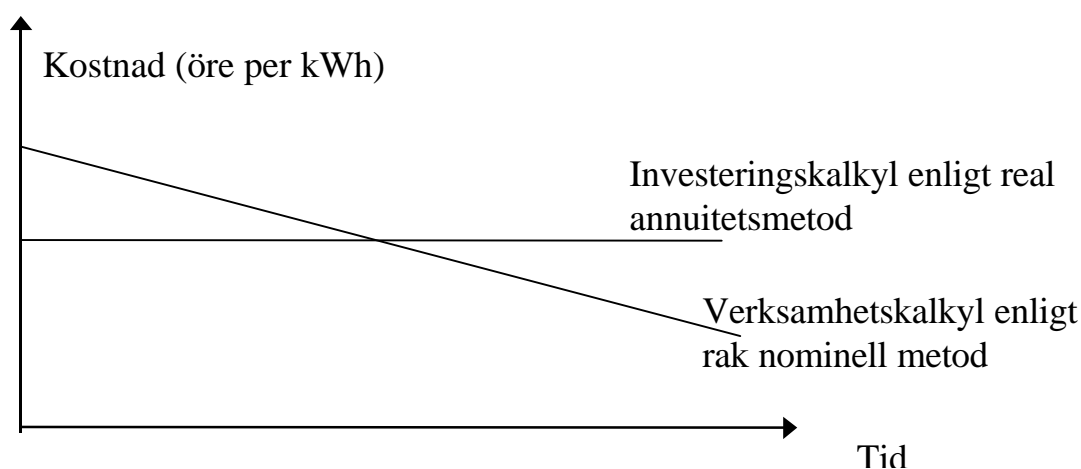 Kostnad (öre per kWh)
Investeringskalkyl enligt real
annuitetsmetod
Verksamhetskalkyl enligt
rak nominell metod
Tid